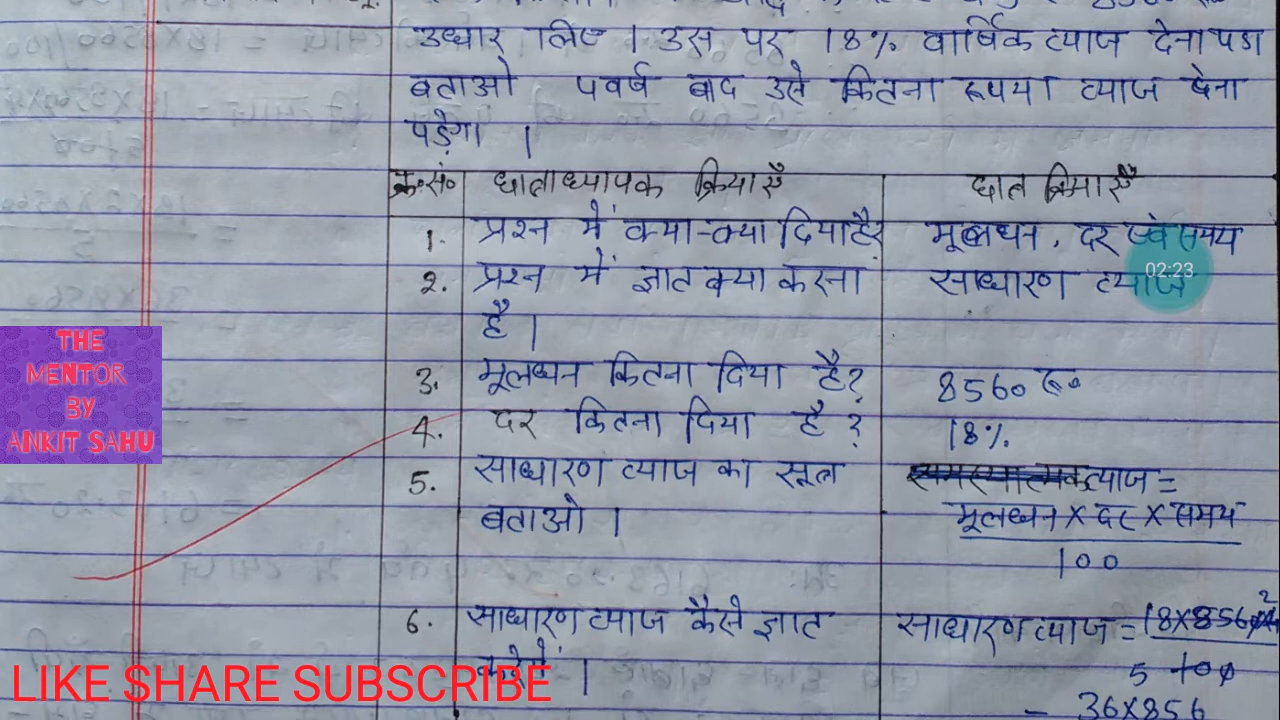 उध्धार लिए । उस पर 18% वार्षिक व्याज देना पडा
बताओ ५वर्ष बाद उसे कितना रूपया व्याज देना
पड़ेगा ।
क्र०सं० छात्राध्यापक क्रियाएँ छात्र क्रियाएँ
1. प्रश्न में क्या-क्या दिया है? मूलधन, दर एवं समय
2. प्रश्न में ज्ञात क्या करना साधारण व्याज
है ।
02:23
3. मूलधन कितना दिया है? 8560 रू०
4. दर कितना दिया है ? 18%
5. साधारण व्याज का सूत्र व्याज =
बताओ । मूलधन × दर × समय
100
6. साधारण व्याज कैसे ज्ञात साधारण व्याज = 18×8560
करोगे । 5 100
= 36×856
THE
MENTOR
BY
ANKIT SAHU
LIKE SHARE SUBSCRIBE